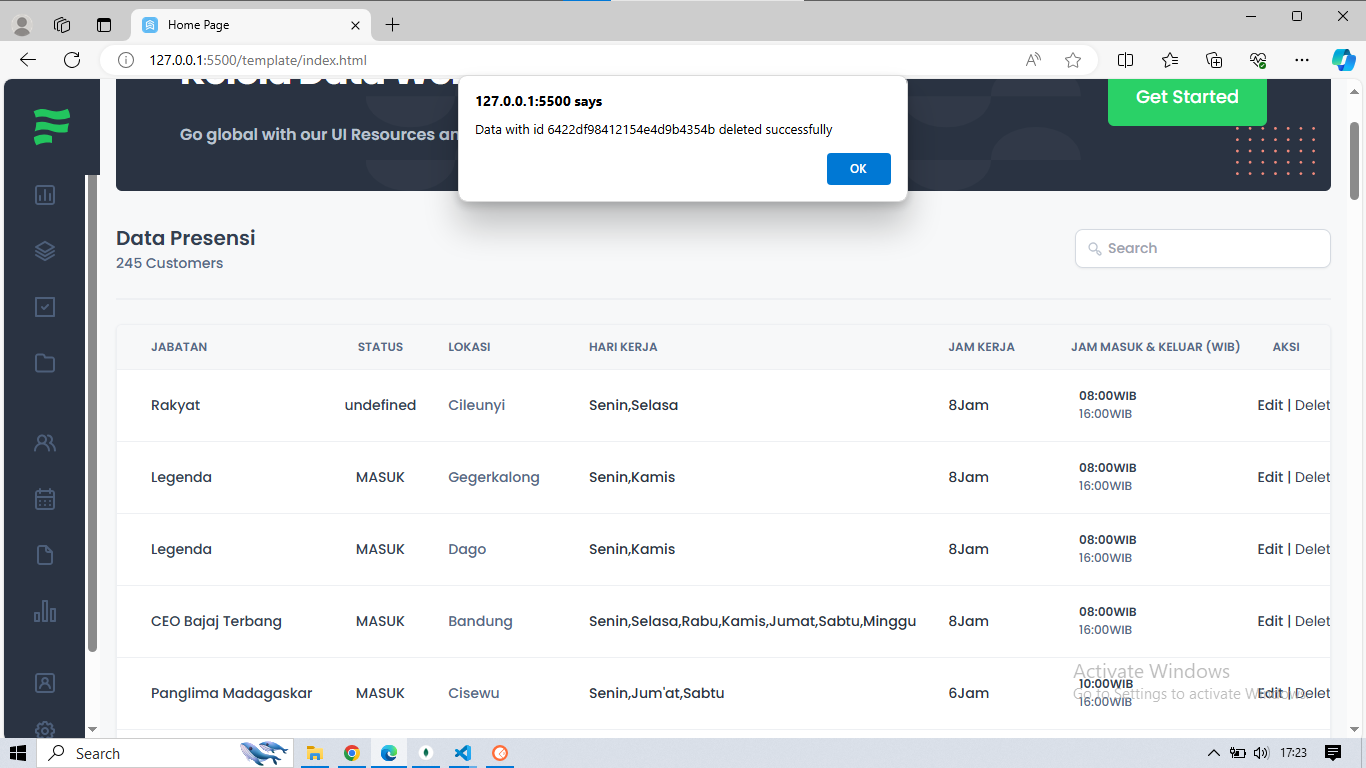 Home Page
127.0.0.1:5500/template/index.html
127.0.0.1:5500 says
Data with id 6422df98412154e4d9b4354b deleted successfully
OK
Get Started
Go global with our UI Resources an
Data Presensi
245 Customers
Search
JABATAN STATUS LOKASI HARI KERJA JAM KERJA JAM MASUK & KELUAR (WIB) AKSI
Rakyat undefined Cileunyi Senin,Selasa 8Jam 08:00WIB Edit | Delet
16:00WIB
Legenda MASUK Gegerkalong Senin,Kamis 8Jam 08:00WIB Edit | Delet
16:00WIB
Legenda MASUK Dago Senin,Kamis 8Jam 08:00WIB Edit | Delet
16:00WIB
CEO Bajaj Terbang MASUK Bandung Senin,Selasa,Rabu,Kamis,Jumat,Sabtu,Minggu 8Jam 08:00WIB Edit | Delet
16:00WIB
Panglima Madagaskar MASUK Cisewu Senin,Jum'at,Sabtu 6Jam 10:00WIB Edit | Delet
16:00WIB
Activate Windows
Go to Settings to activate Windows.
Search
17:23